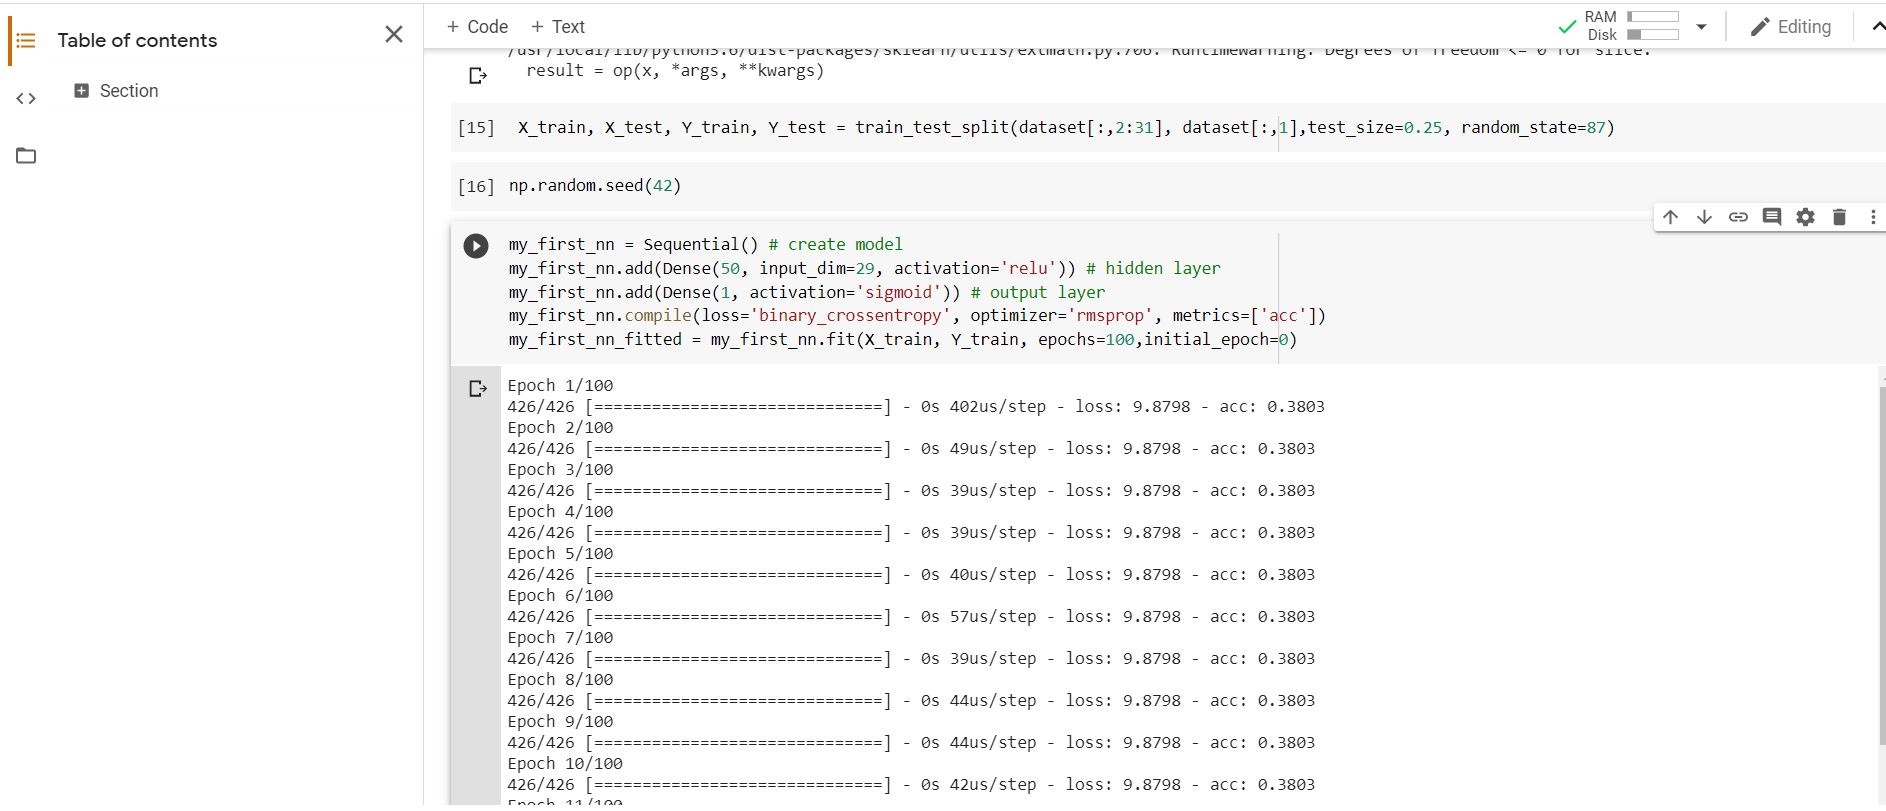 Table of contents
Section
+ Code + Text
RAM
Disk
Editing
/usr/local/lib/python3.6/dist-packages/sklearn/utils/extmath.py:706: RuntimeWarning: Degrees of freedom <= 0 for slice.
result = op(x, *args, **kwargs)
[15] X_train, X_test, Y_train, Y_test = train_test_split(dataset[:,2:31], dataset[:,1],test_size=0.25, random_state=87)
[16] np.random.seed(42)
my_first_nn = Sequential() # create model
my_first_nn.add(Dense(50, input_dim=29, activation='relu')) # hidden layer
my_first_nn.add(Dense(1, activation='sigmoid')) # output layer
my_first_nn.compile(loss='binary_crossentropy', optimizer='rmsprop', metrics=['acc'])
my_first_nn_fitted = my_first_nn.fit(X_train, Y_train, epochs=100,initial_epoch=0)
Epoch 1/100
426/426 [==============================] - 0s 402us/step - loss: 9.8798 - acc: 0.3803
Epoch 2/100
426/426 [==============================] - 0s 49us/step - loss: 9.8798 - acc: 0.3803
Epoch 3/100
426/426 [==============================] - 0s 39us/step - loss: 9.8798 - acc: 0.3803
Epoch 4/100
426/426 [==============================] - 0s 39us/step - loss: 9.8798 - acc: 0.3803
Epoch 5/100
426/426 [==============================] - 0s 40us/step - loss: 9.8798 - acc: 0.3803
Epoch 6/100
426/426 [==============================] - 0s 57us/step - loss: 9.8798 - acc: 0.3803
Epoch 7/100
426/426 [==============================] - 0s 39us/step - loss: 9.8798 - acc: 0.3803
Epoch 8/100
426/426 [==============================] - 0s 44us/step - loss: 9.8798 - acc: 0.3803
Epoch 9/100
426/426 [==============================] - 0s 44us/step - loss: 9.8798 - acc: 0.3803
Epoch 10/100
426/426 [==============================] - 0s 42us/step - loss: 9.8798 - acc: 0.3803
Epoch 11/100